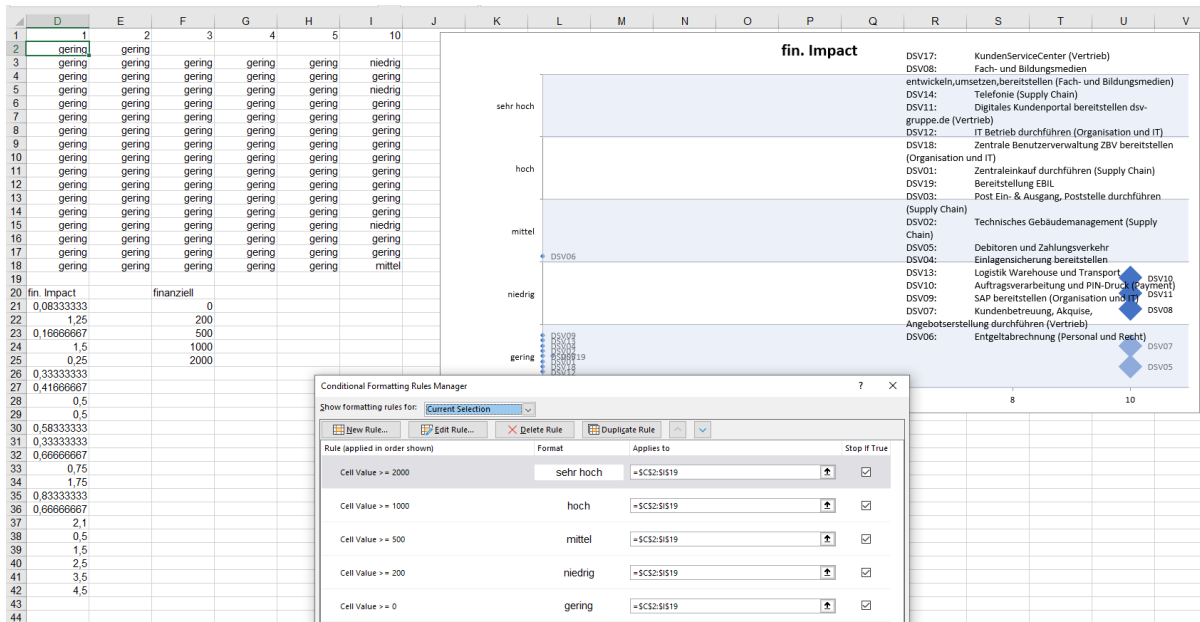 D E F G H I J K L M N O P Q R S T U V
1 1 2 3 4 5 10
2 gering gering
3 gering gering gering gering gering niedrig
4 gering gering gering gering gering gering
5 gering gering gering gering gering niedrig
6 gering gering gering gering gering gering
7 gering gering gering gering gering gering
8 gering gering gering gering gering gering
9 gering gering gering gering gering gering
10 gering gering gering gering gering gering
11 gering gering gering gering gering gering
12 gering gering gering gering gering gering
13 gering gering gering gering gering gering
14 gering gering gering gering gering gering
15 gering gering gering gering gering niedrig
16 gering gering gering gering gering gering
17 gering gering gering gering gering gering
18 gering gering gering gering gering mittel
19
20 fin. Impact finanziell
21 0,08333333 0
22 1,25 200
23 0,16666667 500
24 1,5 1000
25 0,25 2000
26 0,33333333
27 0,41666667
28 0,5
29 0,5
30 0,58333333
31 0,33333333
32 0,66666667
33 0,75
34 1,75
35 0,83333333
36 0,66666667
37 2,1
38 0,5
39 1,5
40 2,5
41 3,5
42 4,5
43
44
fin. Impact
sehr hoch
hoch
mittel
niedrig
gering
DSV06
DSV09
DSV13
DSV18
DSV12
DSV10
DSV11
DSV08
DSV07
DSV05
8 10
DSV17: KundenServiceCenter (Vertrieb)
DSV08: Fach- und Bildungsmedien
entwickeln,umsetzen,bereitstellen (Fach- und Bildungsmedien)
DSV14: Telefonie (Supply Chain)
DSV11: Digitales Kundenportal bereitstellen dsv-
gruppe.de (Vertrieb)
DSV12: IT Betrieb durchführen (Organisation und IT)
DSV18: Zentrale Benutzerverwaltung ZBV bereitstellen
(Organisation und IT)
DSV01: Zentraleinkauf durchführen (Supply Chain)
DSV19: Bereitstellung EBIL
DSV03: Post Ein- & Ausgang, Poststelle durchführen
(Supply Chain)
DSV02: Technisches Gebäudemanagement (Supply
Chain)
DSV05: Debitoren und Zahlungsverkehr
DSV04: Einlagensicherung bereitstellen
DSV13: Logistik Warehouse und Transport
DSV10: Auftragsverarbeitung und PIN-Druck (Payment)
DSV09: SAP bereitstellen (Organisation und IT)
DSV07: Kundenbetreuung, Akquise,
Angebotserstellung durchführen (Vertrieb)
DSV06: Entgeltabrechnung (Personal und Recht)
Conditional Formatting Rules Manager ? ×
Show formatting rules for: Current Selection
New Rule... Edit Rule... Delete Rule Duplicate Rule
Rule (applied in order shown) Format Applies to Stop If True
Cell Value >= 2000 sehr hoch =$C$2:$I$19
Cell Value >= 1000 hoch =$C$2:$I$19
Cell Value >= 500 mittel =$C$2:$I$19
Cell Value >= 200 niedrig =$C$2:$I$19
Cell Value >= 0 gering =$C$2:$I$19